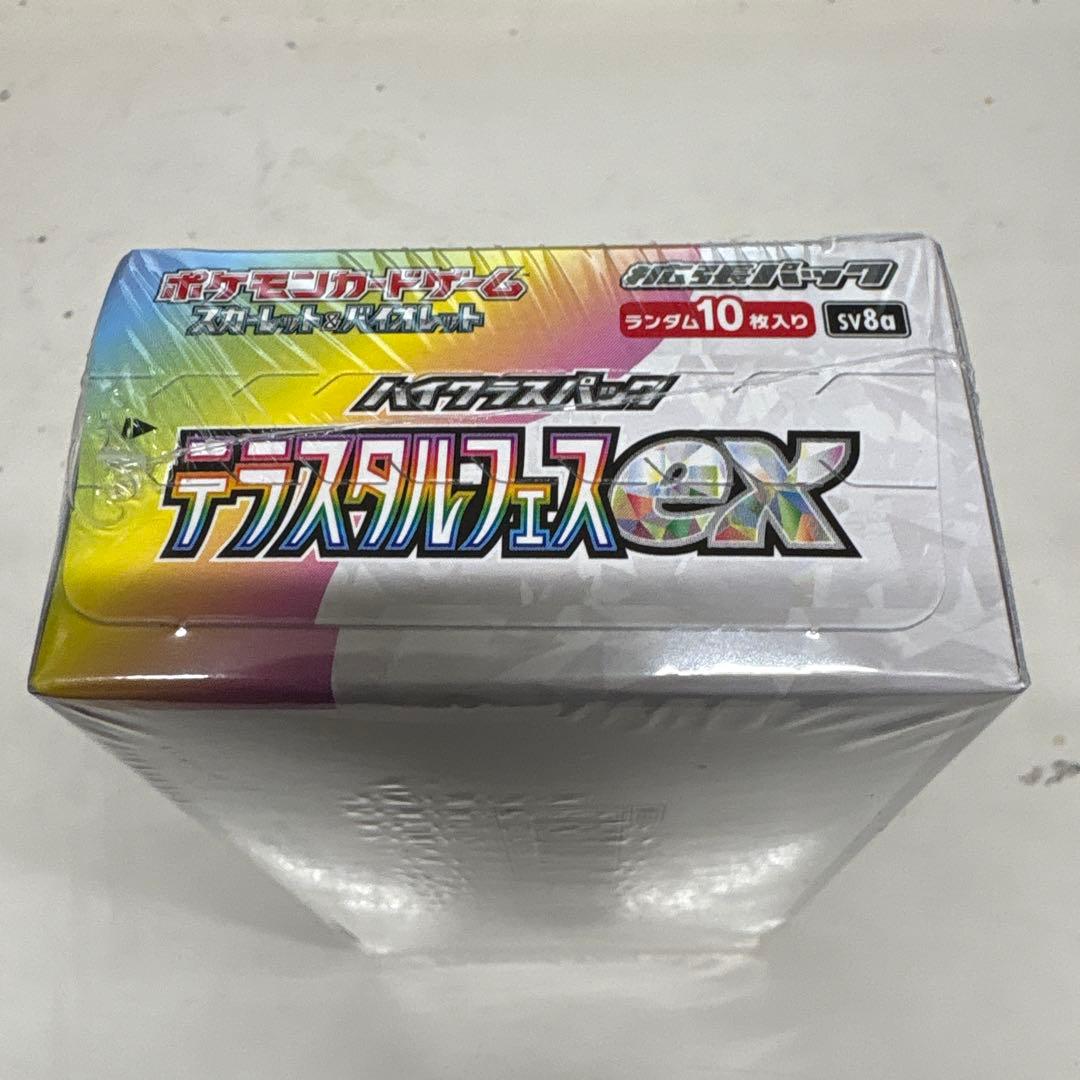 ポケモンカードゲーム
スカーレット&バイオレット
拡張パック
ランダム10枚入り SV8a
ハイクラスパック
テラスタルフェスex